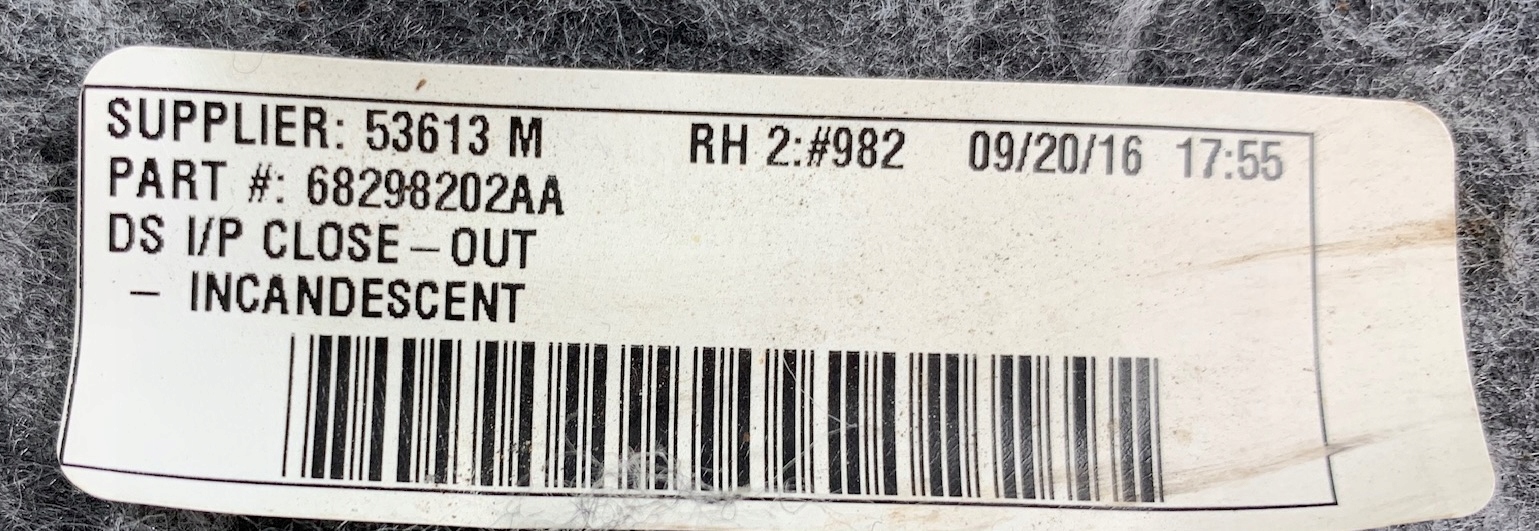 SUPPLIER: 53613 M RH 2:#982 09/20/16 17:55
PART #: 68298202AA
DS I/P CLOSE – OUT
– INCANDESCENT